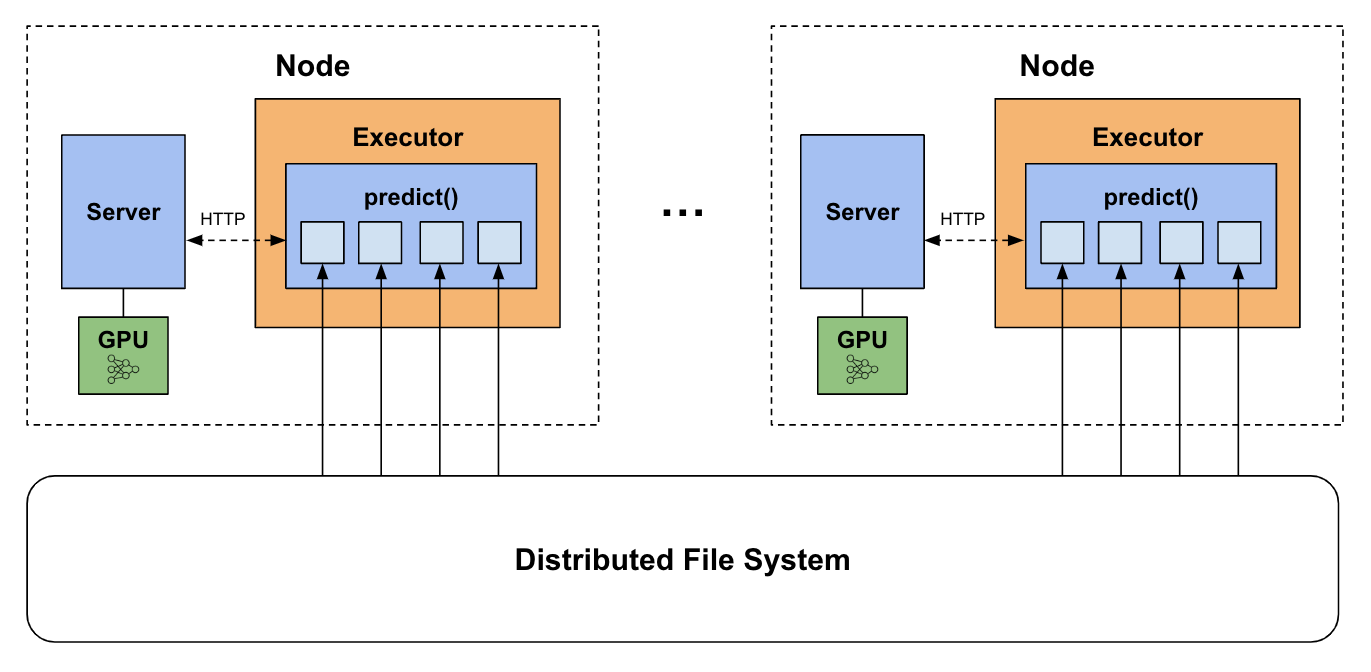 Node
Executor
Server
HTTP
predict()
GPU
...
Node
Executor
Server
HTTP
predict()
GPU
Distributed File System